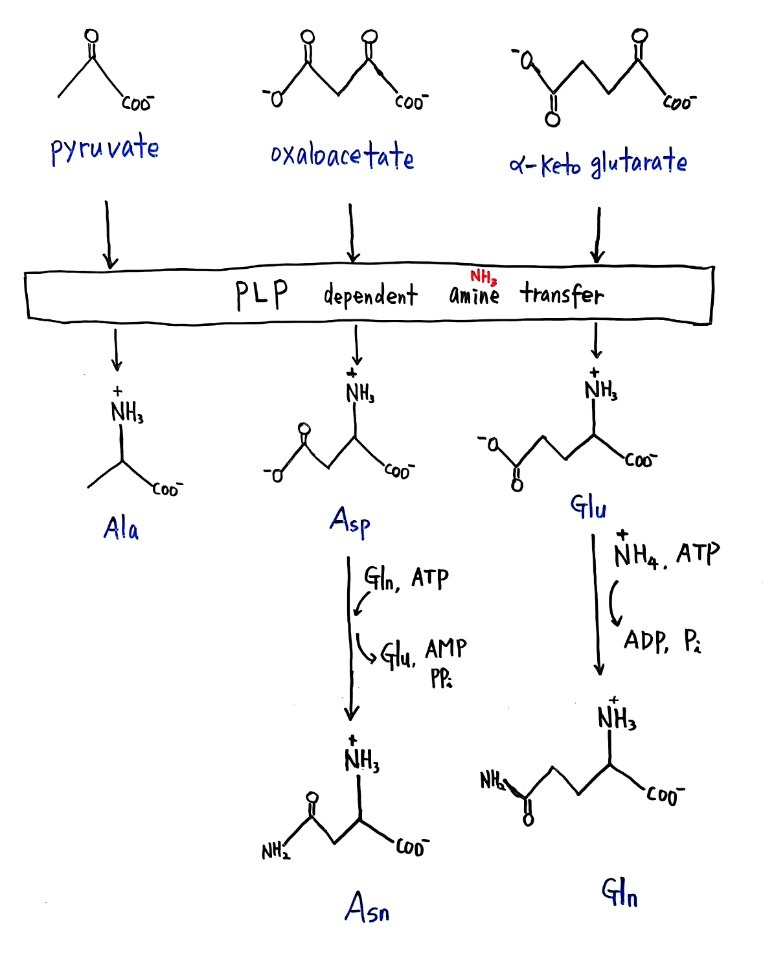 O O O O
-O
COO- -O COO- O COO-
pyruvate oxaloacetate α-keto glutarate
NH3
PLP dependent amine transfer
+NH3 +NH3 +NH3
O -O
COO- -O COO- O COO-
Ala Asp Glu
Gln, ATP +NH4, ATP
Glu, AMP ADP, Pi
PPi
+NH3 +NH3
O NH2
NH2 COO- O COO-
Asn Gln